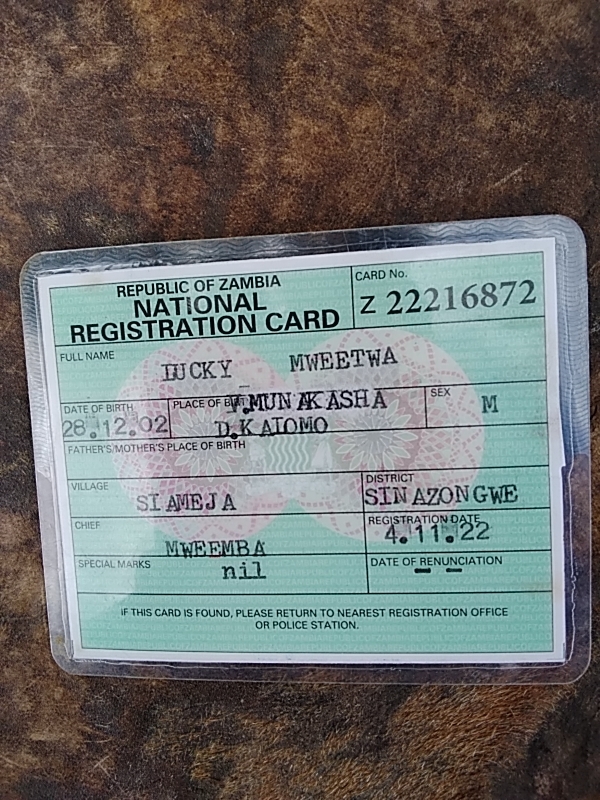 REPUBLIC OF ZAMBIA
NATIONAL
REGISTRATION CARD
CARD No.
Z 22216872
FULL NAME
LUCKY MWEETWA
DATE OF BIRTH
28.12.02
PLACE OF BIRTH
V.MUNAKASHA
D.KALOMO
SEX
M
FATHER'S/MOTHER'S PLACE OF BIRTH
VILLAGE
SIAMEJA
DISTRICT
SINAZONGWE
CHIEF
MWEEMBA
REGISTRATION DATE
4.11.22
SPECIAL MARKS
nil
DATE OF RENUNCIATION
— —
IF THIS CARD IS FOUND, PLEASE RETURN TO NEAREST REGISTRATION OFFICE
OR POLICE STATION.